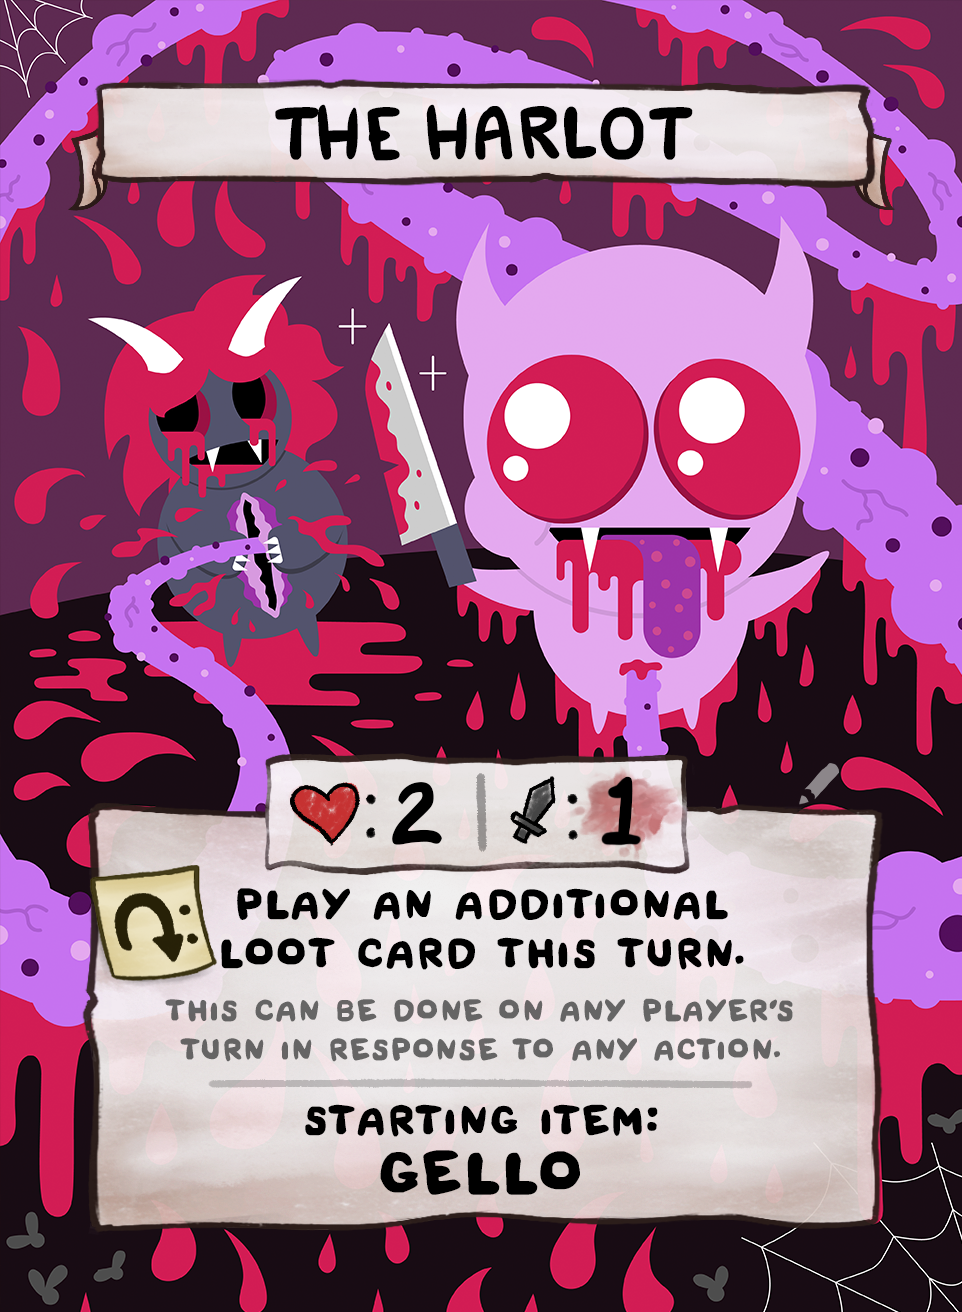 THE HARLOT
: 2 | : 1
: PLAY AN ADDITIONAL
LOOT CARD THIS TURN.
THIS CAN BE DONE ON ANY PLAYER'S
TURN IN RESPONSE TO ANY ACTION.
STARTING ITEM:
GELLO